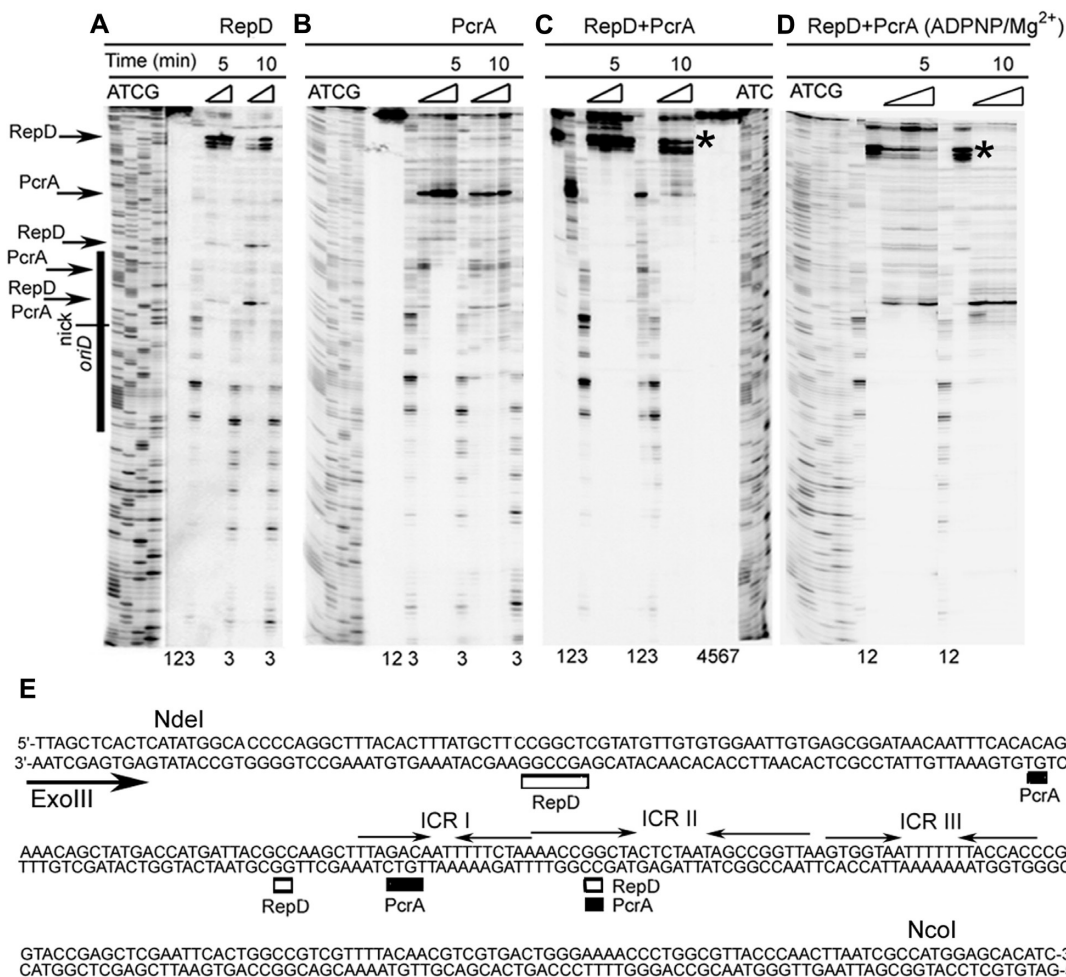 A RepD B PcrA C RepD+PcrA D RepD+PcrA (ADPNP/Mg²⁺)
Time (min) 5 10 5 10 5 10 5 10
ATCG ATCG ATC ATCG
RepD
* *
PcrA
RepD
PcrA
RepD
PcrA
nick
oriD
123 3 3 12 3 3 3 123 123 4567 12 12
E
NdeI
5'-TTAGCTCACTCATATGGCACCCCAGGCTTTACACTTTATGCTTCCGGCTCGTATGTTGTGTGGAATTGTGAGCGGATAACAATTTCACACAG
3'-AATCGAGTGAGTATACCGTGGGGTCCGAAATGTGAAATACGAAGGCCGAGCATACAACACACCTTAACACTCGCCTATTGTTAAAGTGTGTC
ExoIII RepD PcrA
ICR I ICR II ICR III
AAACAGCTATGACCATGATTACGCCAAGCTTTAGACAATTTTTCTAAAACCGGCTACTCTAATAGCCGGTTAAGTGGTAATTTTTTTACCACCCG
TTTGTCGATACTGGTACTAATGCGGTTCGAAATCTGTTAAAAAGATTTTGGCCGATGAGATTATCGGCCAATTCACCATTAAAAAAATGGTGGGC
RepD PcrA RepD
PcrA
NcoI
GTACCGAGCTCGAATTCACTGGCCGTCGTTTTACAACGTCGTGACTGGGAAAACCCTGGCGTTACCCAACTTAATCGCCATGGAGCACATC-3
CATGGCTCGAGCTTAAGTGACCGGCAGCAAAATGTTGCAGCACTGACCCTTTTGGGACCGCAATGGGTTGAATTAGCGGTACCTCGTGTAG-